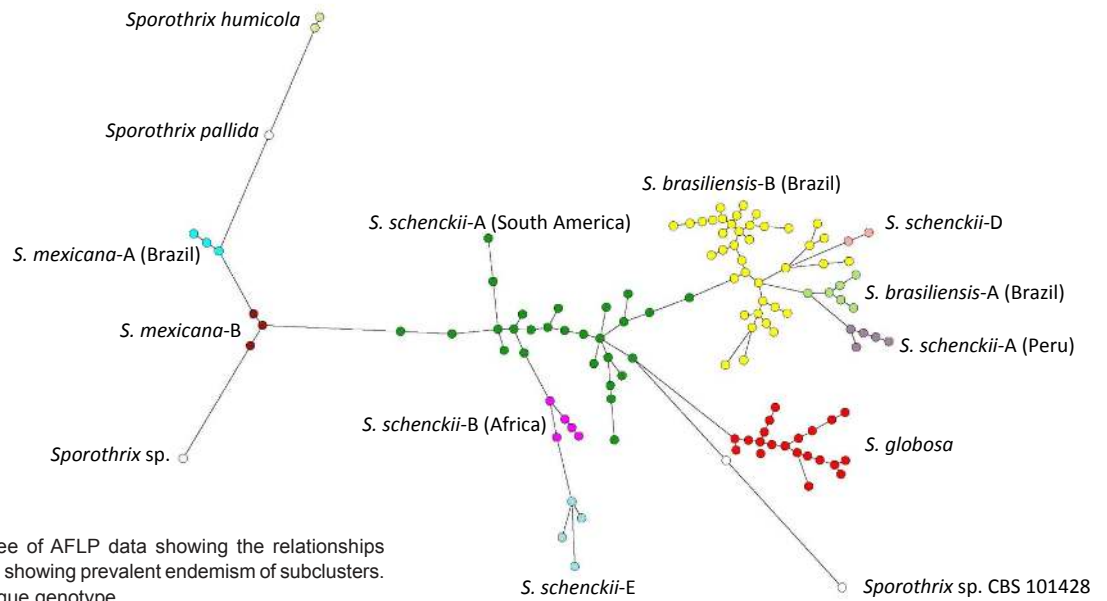 Sporothrix humicola
Sporothrix pallida
S. brasiliensis-B (Brazil)
S. schenckii-A (South America)
S. schenckii-D
S. mexicana-A (Brazil)
S. brasiliensis-A (Brazil)
S. mexicana-B
S. schenckii-A (Peru)
S. schenckii-B (Africa)
S. globosa
Sporothrix sp.
ee of AFLP data showing the relationships
showing prevalent endemism of subclusters.
que genotype
S. schenckii-E
Sporothrix sp. CBS 101428